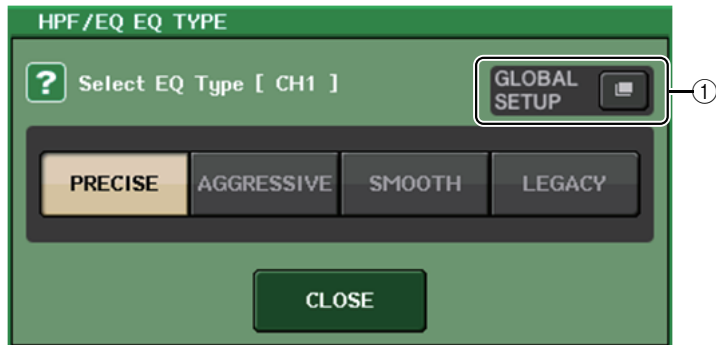 HPF/EQ EQ TYPE
? Select EQ Type [ CH1 ]
GLOBAL
SETUP
1
PRECISE AGGRESSIVE SMOOTH LEGACY
CLOSE